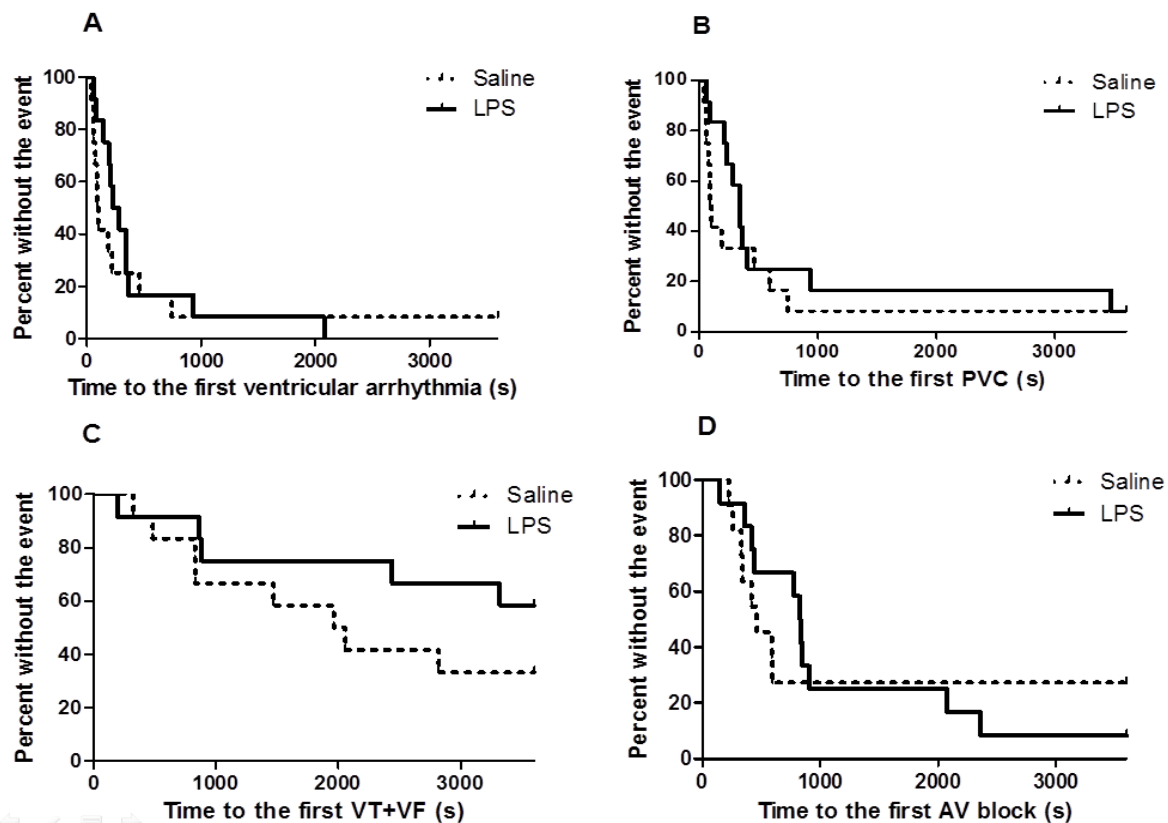 A
Percent without the event
100
80
60
40
20
0
Saline
LPS
0 1000 2000 3000
Time to the first ventricular arrhythmia (s)
B
Percent without the event
100
80
60
40
20
0
Saline
LPS
0 1000 2000 3000
Time to the first PVC (s)
C
Percent without the event
100
80
60
40
20
0
Saline
LPS
0 1000 2000 3000
Time to the first VT+VF (s)
D
Percent without the event
100
80
60
40
20
0
Saline
LPS
0 1000 2000 3000
Time to the first AV block (s)